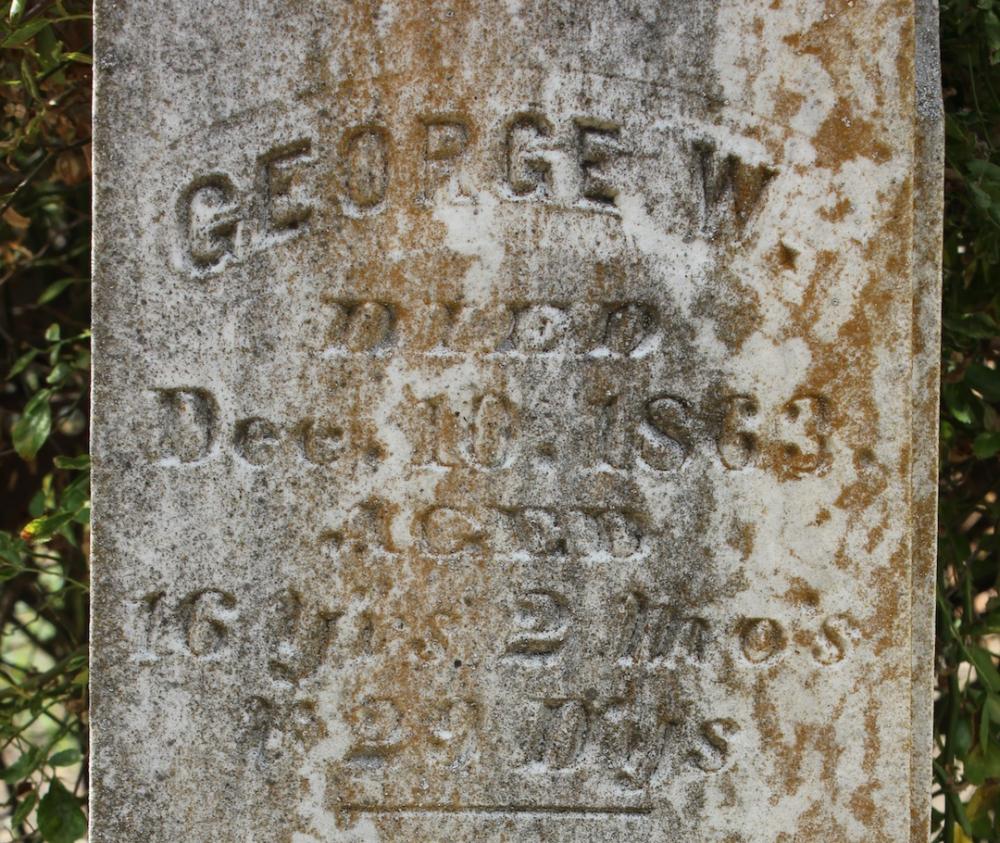 GEORGE W.
DIED
Dec. 10. 1863.
AGED
16 Yrs 2 mos
& 29 Dys